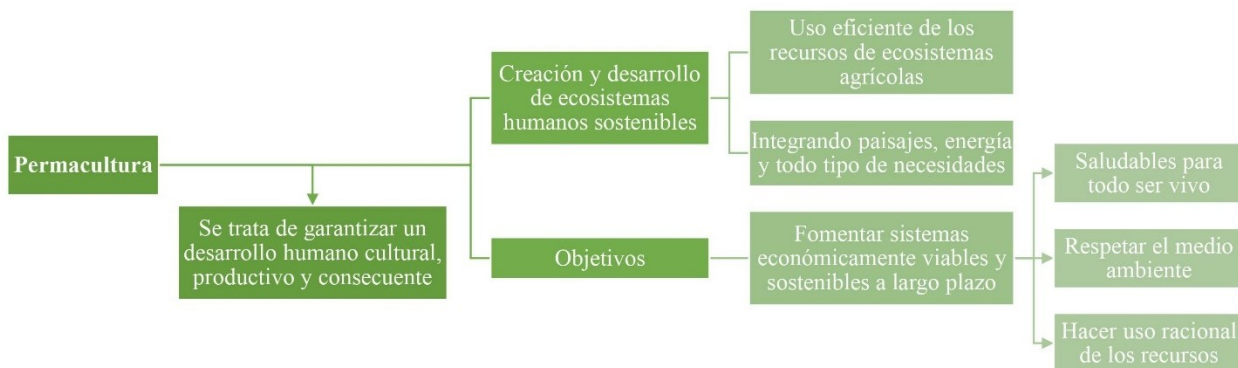 Permacultura
Se trata de garantizar un
desarrollo humano cultural,
productivo y consecuente
Creación y desarrollo
de ecosistemas
humanos sostenibles
Uso eficiente de los
recursos de ecosistemas
agrícolas
Integrando paisajes, energía
y todo tipo de necesidades
Objetivos
Fomentar sistemas
económicamente viables y
sostenibles a largo plazo
Saludables para
todo ser vivo
Respetar el medio
ambiente
Hacer uso racional
de los recursos